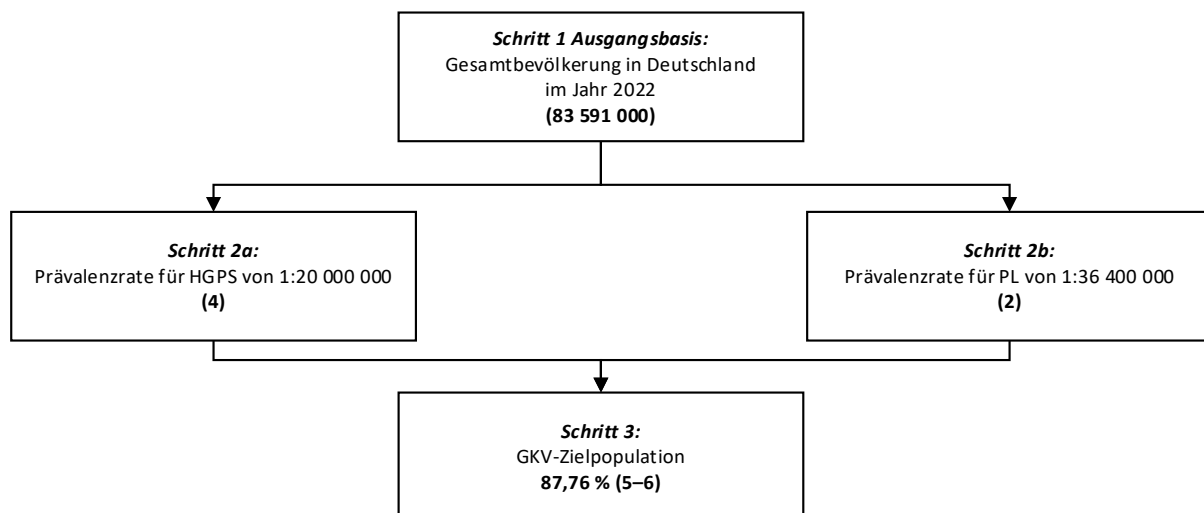 Schritt 1 Ausgangsbasis:
Gesamtbevölkerung in Deutschland
im Jahr 2022
(83 591 000)
Schritt 2a:
Prävalenzrate für HGPS von 1:20 000 000
(4)
Schritt 2b:
Prävalenzrate für PL von 1:36 400 000
(2)
Schritt 3:
GKV-Zielpopulation
87,76 % (5–6)